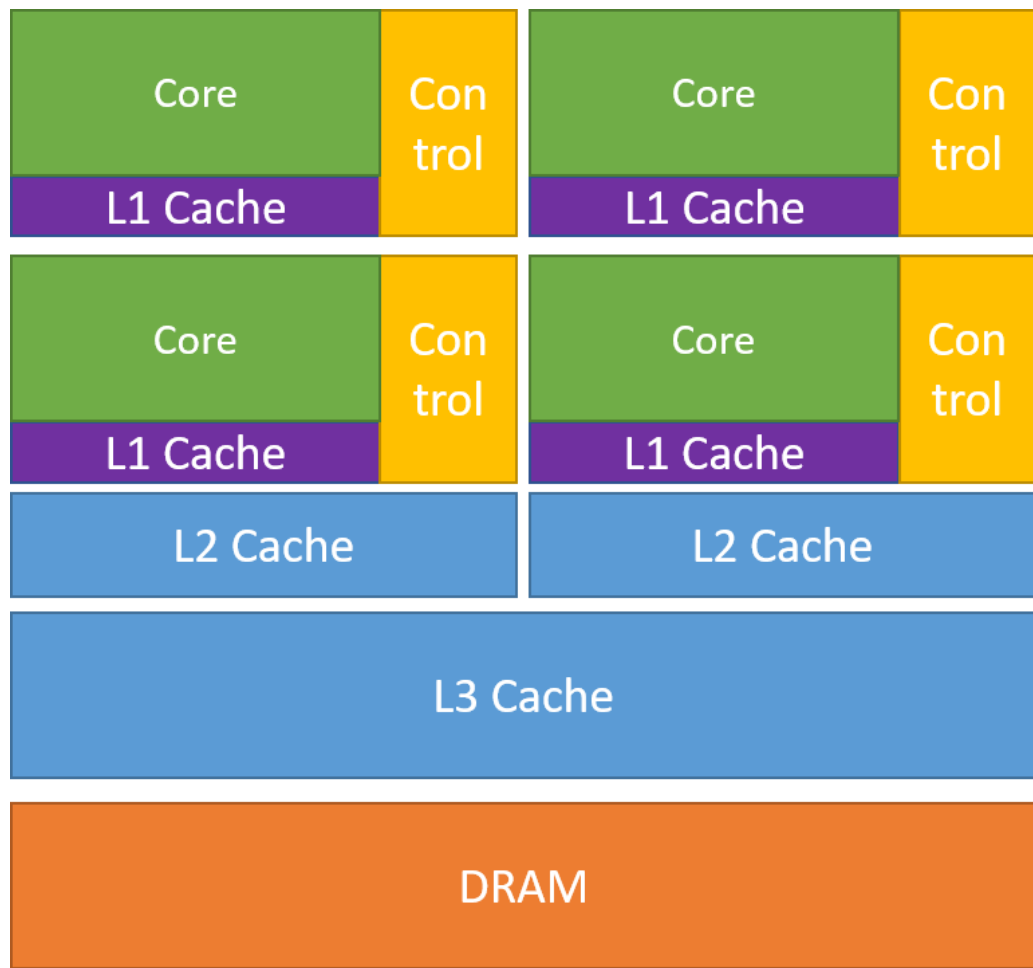 Core
Con
trol
L1 Cache
Core
Con
trol
L1 Cache
Core
Con
trol
L1 Cache
Core
Con
trol
L1 Cache
L2 Cache
L2 Cache
L3 Cache
DRAM